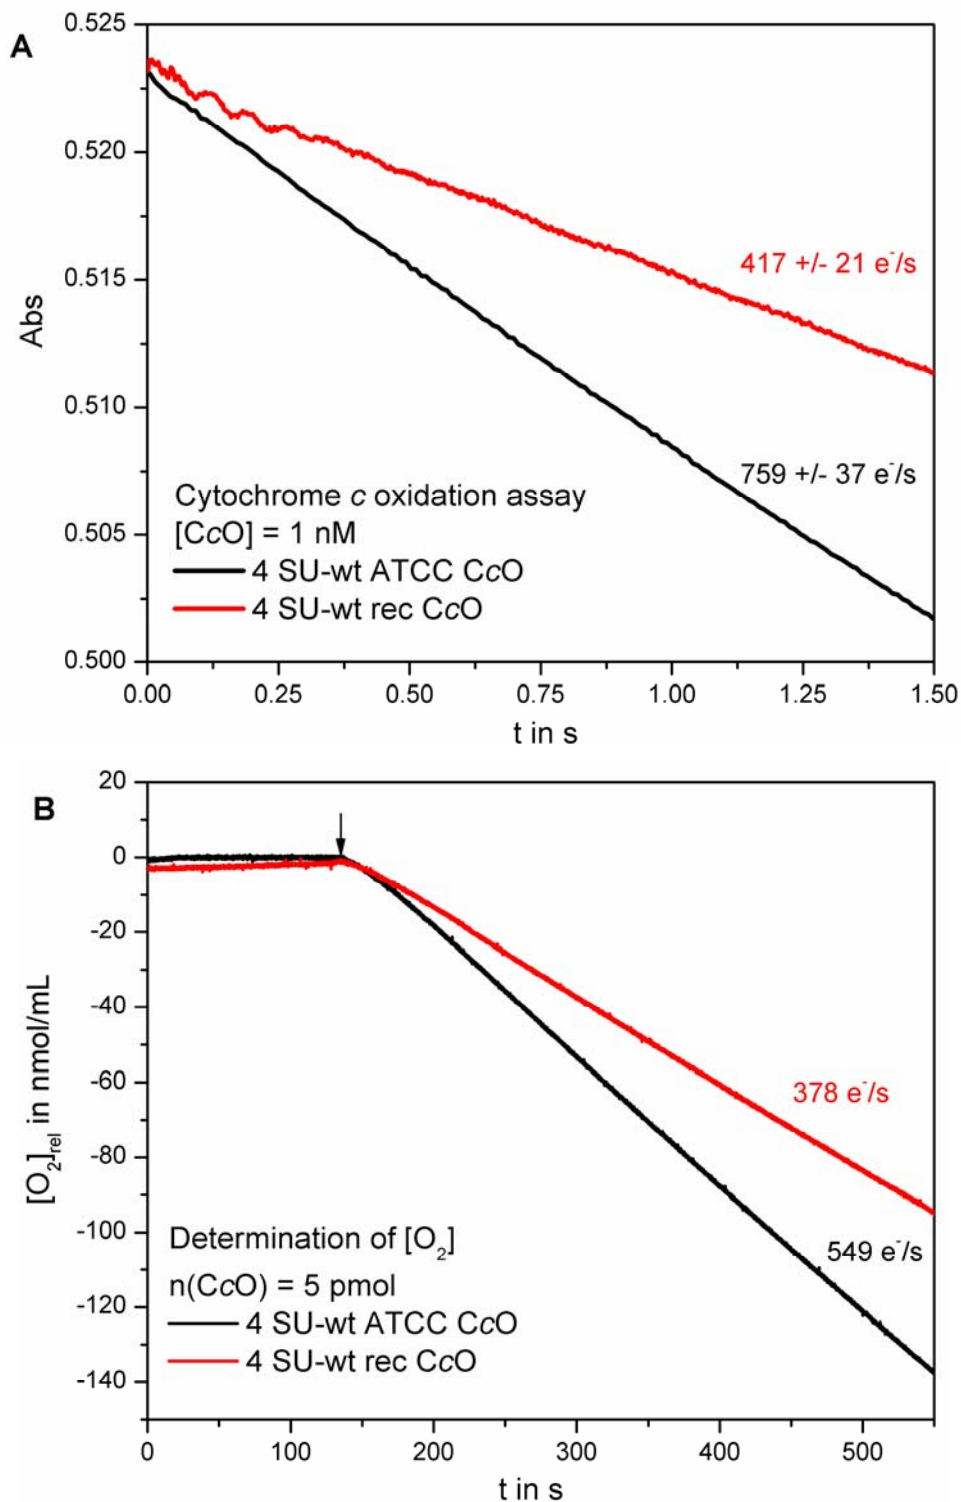 A
0.525
0.520
0.515
0.510
0.505
0.500
Abs
417 +/- 21 e⁻/s
759 +/- 37 e⁻/s
Cytochrome c oxidation assay
[CcO] = 1 nM
4 SU-wt ATCC CcO
4 SU-wt rec CcO
0.00 0.25 0.50 0.75 1.00 1.25 1.50
t in s
B
20
0
-20
-40
-60
-80
-100
-120
-140
[O₂]rel in nmol/mL
378 e⁻/s
549 e⁻/s
Determination of [O₂]
n(CcO) = 5 pmol
4 SU-wt ATCC CcO
4 SU-wt rec CcO
0 100 200 300 400 500
t in s